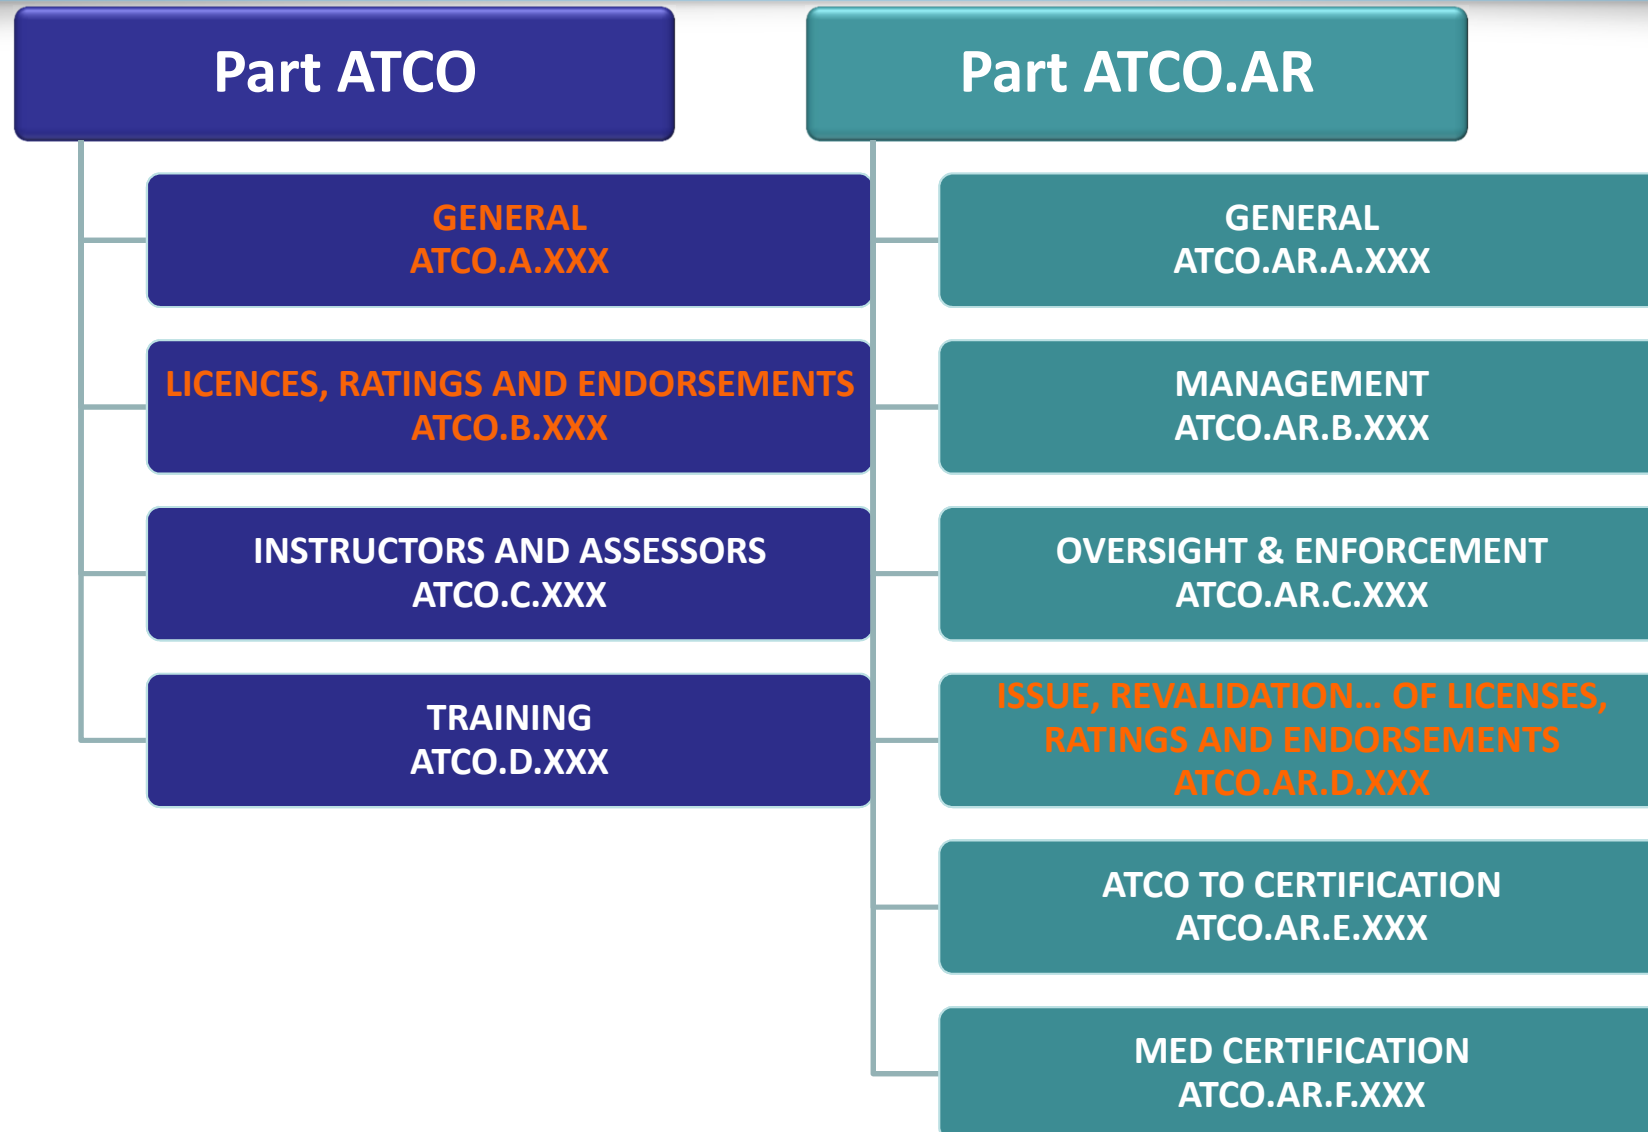 Part ATCO
GENERAL
ATCO.A.XXX
LICENCES, RATINGS AND ENDORSEMENTS
ATCO.B.XXX
INSTRUCTORS AND ASSESSORS
ATCO.C.XXX
TRAINING
ATCO.D.XXX
Part ATCO.AR
GENERAL
ATCO.AR.A.XXX
MANAGEMENT
ATCO.AR.B.XXX
OVERSIGHT & ENFORCEMENT
ATCO.AR.C.XXX
ISSUE, REVALIDATION... OF LICENSES,
RATINGS AND ENDORSEMENTS
ATCO.AR.D.XXX
ATCO TO CERTIFICATION
ATCO.AR.E.XXX
MED CERTIFICATION
ATCO.AR.F.XXX